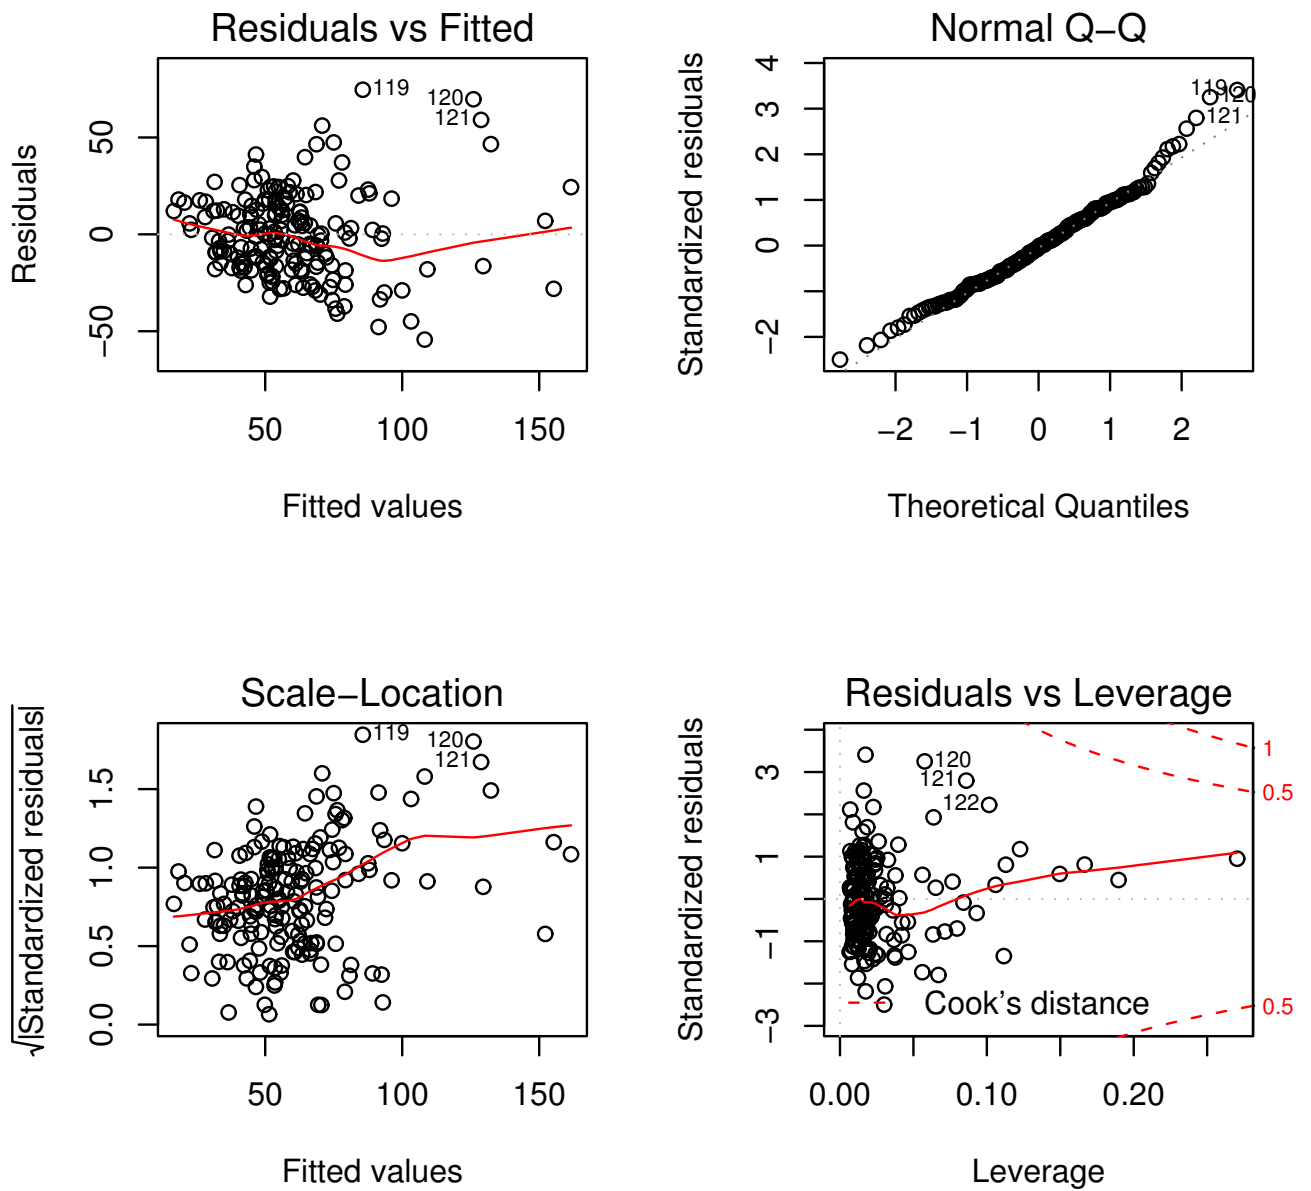 Residuals vs Fitted
Residuals
50
0
−50
119
120
121
50 100 150
Fitted values
Normal Q−Q
Standardized residuals
4
3
2
1
0
−2
119
120
121
−2 −1 0 1 2
Theoretical Quantiles
Scale−Location
√|Standardized residuals|
1.5
1.0
0.5
0.0
119
120
121
50 100 150
Fitted values
Residuals vs Leverage
Standardized residuals
3
1
−1
−3
120
121
122
1
0.5
0.5
Cook's distance
0.00 0.10 0.20
Leverage